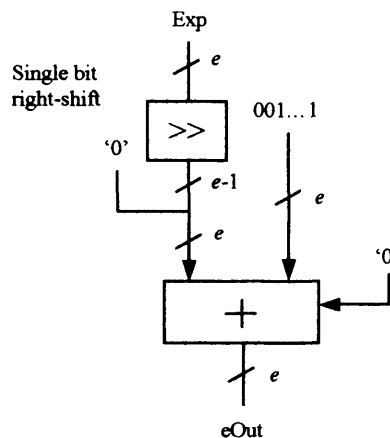 Exp
e
Single bit
right-shift
>>
001...1
‘0’
e-1
e
e
‘0’
+
e
eOut